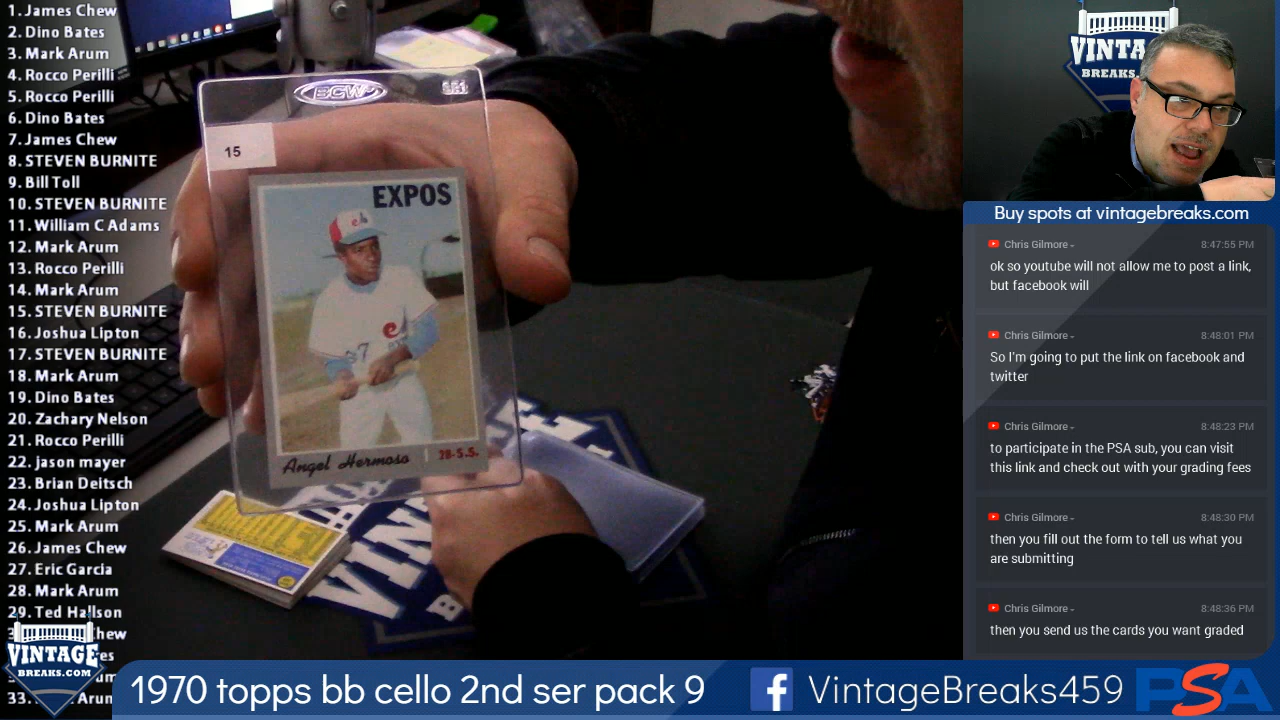 1. James Chew
2. Dino Bates
3. Mark Arum
4. Rocco Perilli
5. Rocco Perilli
6. Dino Bates
7. James Chew
8. STEVEN BURNITE
9. Bill Toll
10. STEVEN BURNITE
11. William C Adams
12. Mark Arum
13. Rocco Perilli
14. Mark Arum
15. STEVEN BURNITE
16. Joshua Lipton
17. STEVEN BURNITE
18. Mark Arum
19. Dino Bates
20. Zachary Nelson
21. Rocco Perilli
22. jason mayer
23. Brian Deitsch
24. Joshua Lipton
25. Mark Arum
26. James Chew
27. Eric Garcia
28. Mark Arum
29. Ted Hallson
33.
VINTAGE
BREAKS.COM
BCW
15
EXPOS
e
37
Angel Hermoso
28-S.S.
VINTAGE
BREAKS.
Buy spots at vintagebreaks.com
Chris Gilmore - 8:47:55 PM
ok so youtube will not allow me to post a link,
but facebook will
Chris Gilmore - 8:48:01 PM
So I'm going to put the link on facebook and
twitter
Chris Gilmore - 8:48:23 PM
to participate in the PSA sub, you can visit
this link and check out with your grading fees
Chris Gilmore - 8:48:30 PM
then you fill out the form to tell us what you
are submitting
Chris Gilmore - 8:48:36 PM
then you send us the cards you want graded
1970 topps bb cello 2nd ser pack 9
f VintageBreaks459
PSA